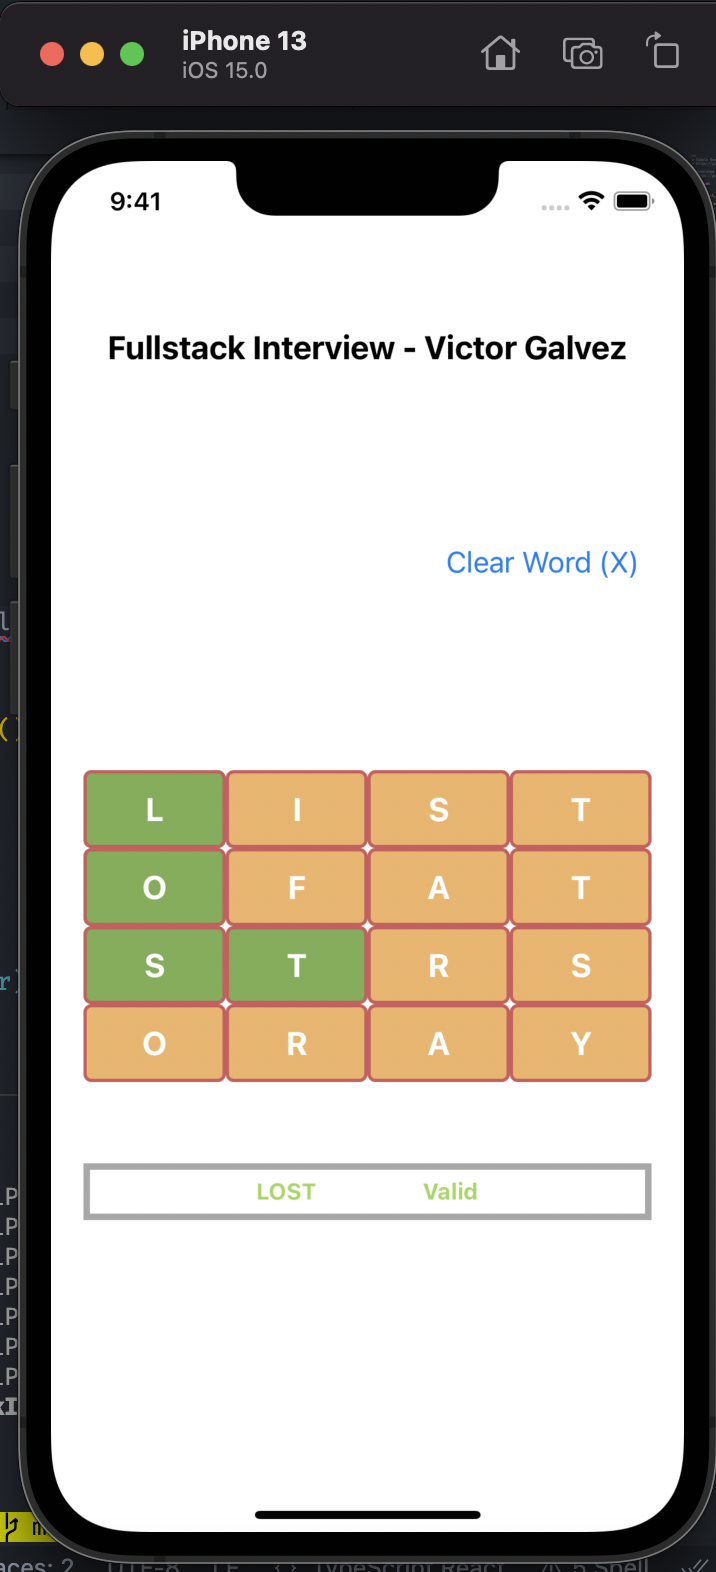 iPhone 13
iOS 15.0
9:41
Fullstack Interview - Victor Galvez
Clear Word (X)
L I S T
O F A T
S T R S
O R A Y
LOST Valid